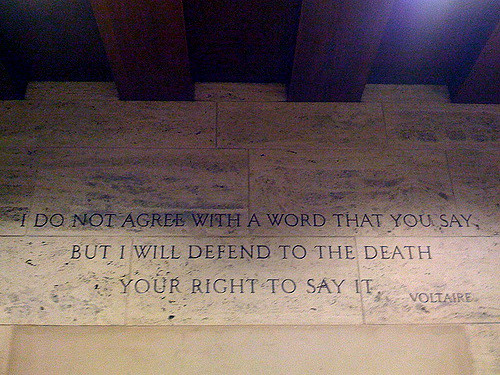 I DO NOT AGREE WITH A WORD THAT YOU SAY,
BUT I WILL DEFEND TO THE DEATH
YOUR RIGHT TO SAY IT.
VOLTAIRE